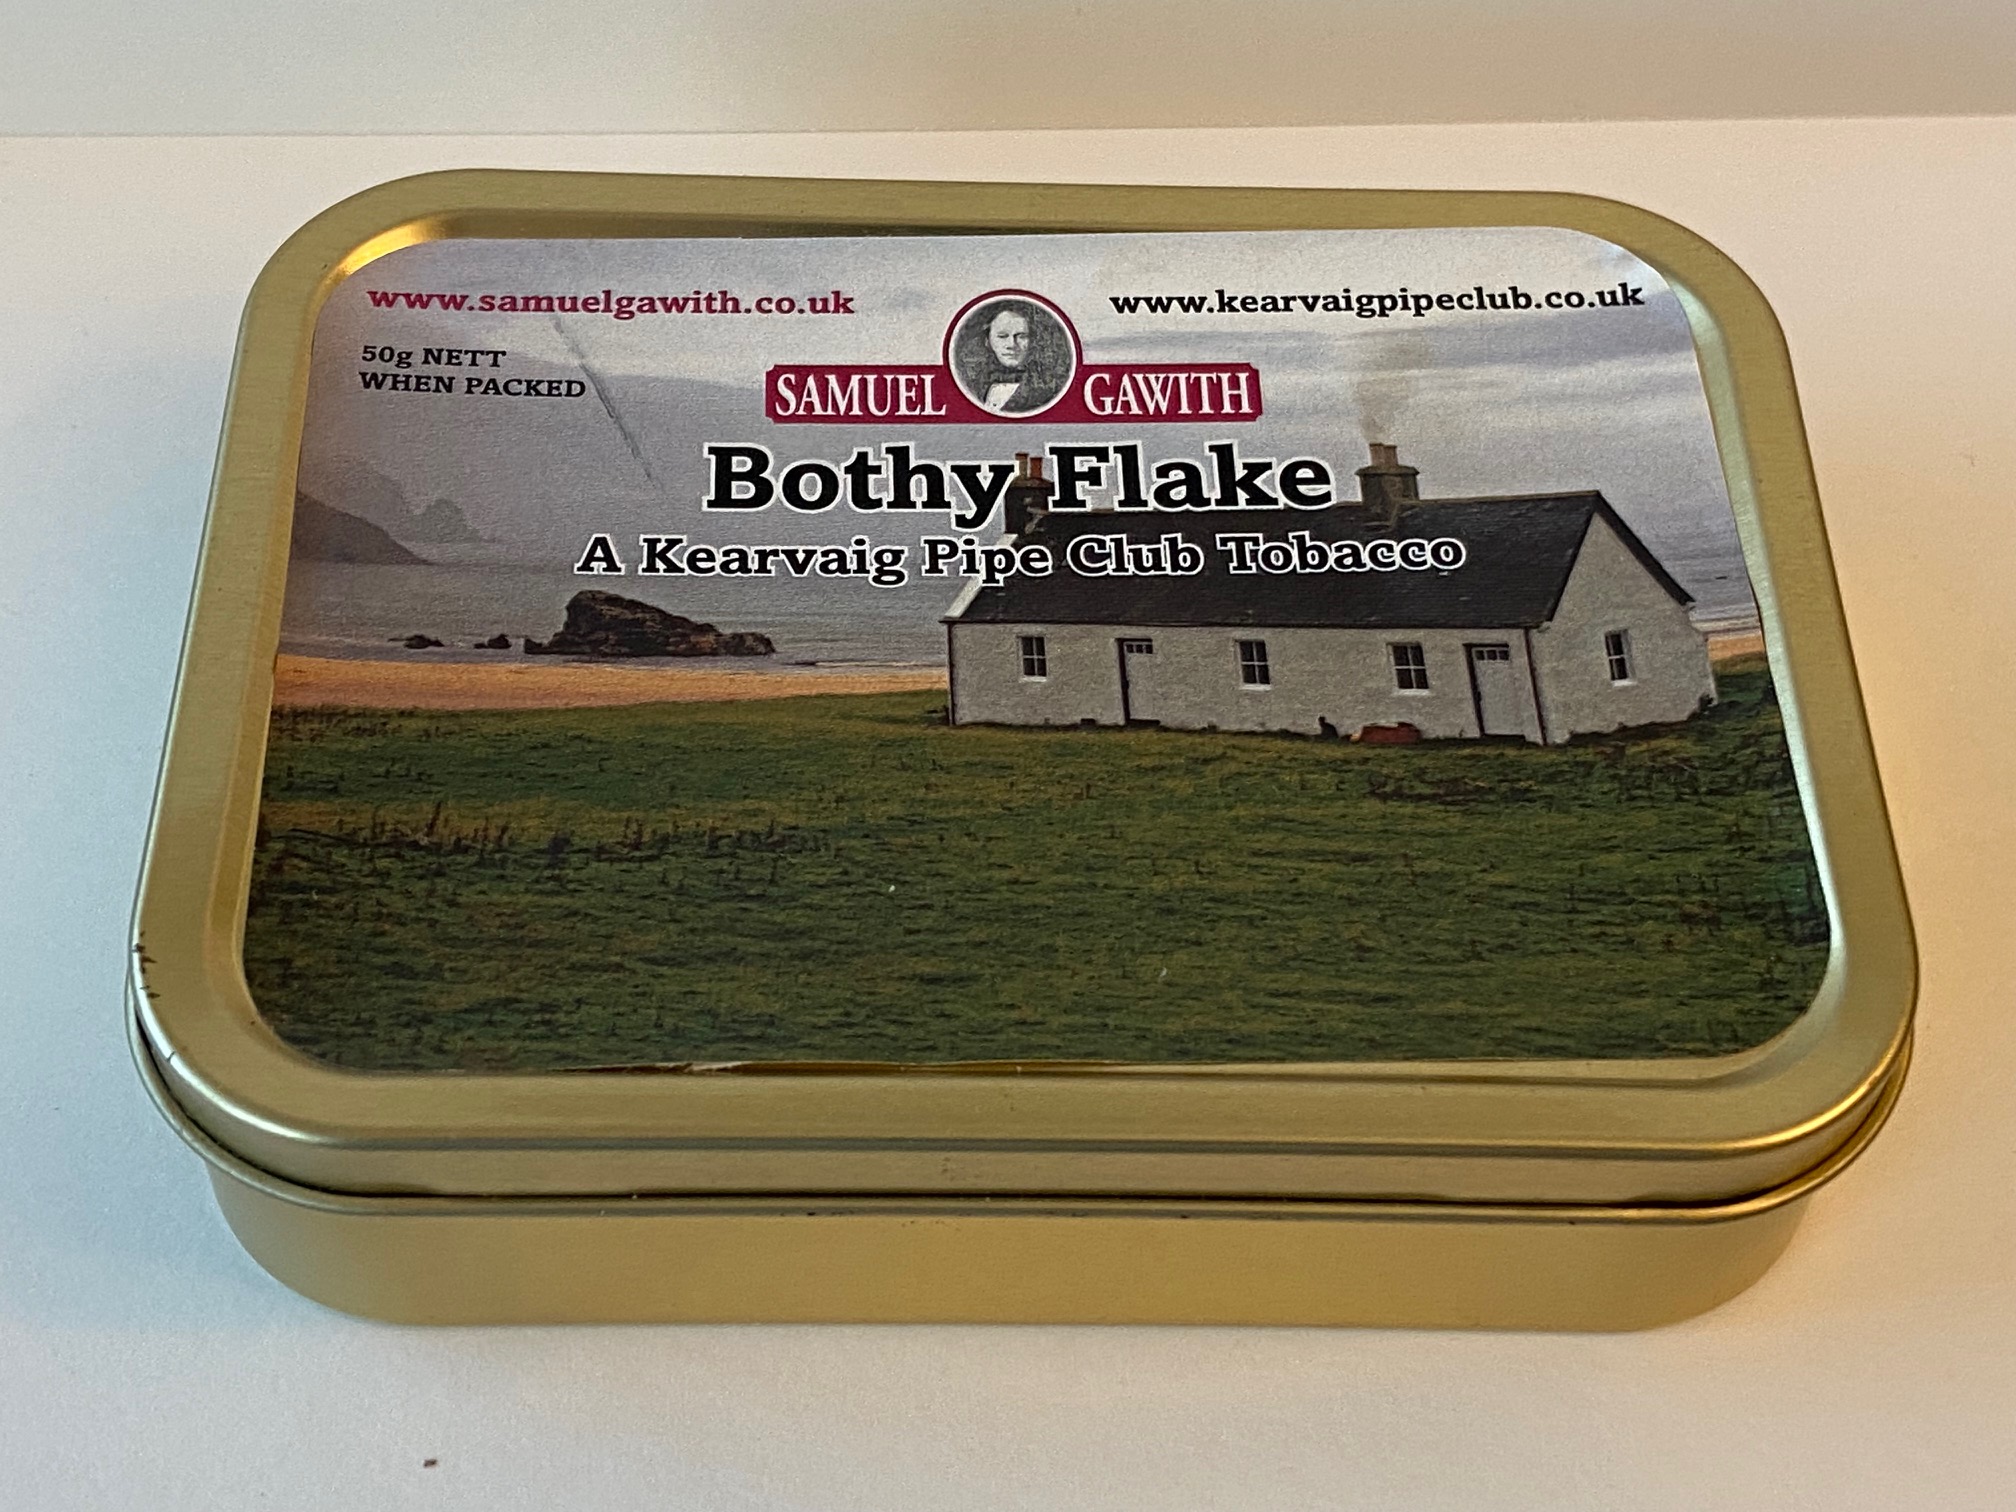 www.samuelgawith.co.uk
www.kearvaigpipeclub.co.uk
50g NETT
WHEN PACKED
SAMUEL GAWITH
Bothy Flake
A Kearvaig Pipe Club Tobacco